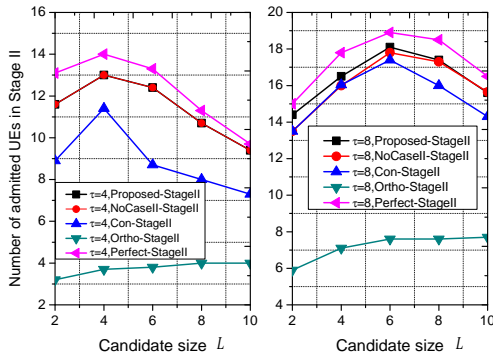 Number of admitted UEs in Stage II
16
14
12
10
8
6
4
2
τ=4,Proposed-StageII
τ=4,NoCaseII-StageII
τ=4,Con-StageII
τ=4,Ortho-StageII
τ=4,Perfect-StageII
2 4 6 8 10
Candidate size L
20
18
16
14
12
10
8
6
4
τ=8,Proposed-StageII
τ=8,NoCaseII-StageII
τ=8,Con-StageII
τ=8,Ortho-StageII
τ=8,Perfect-StageII
2 4 6 8 10
Candidate size L